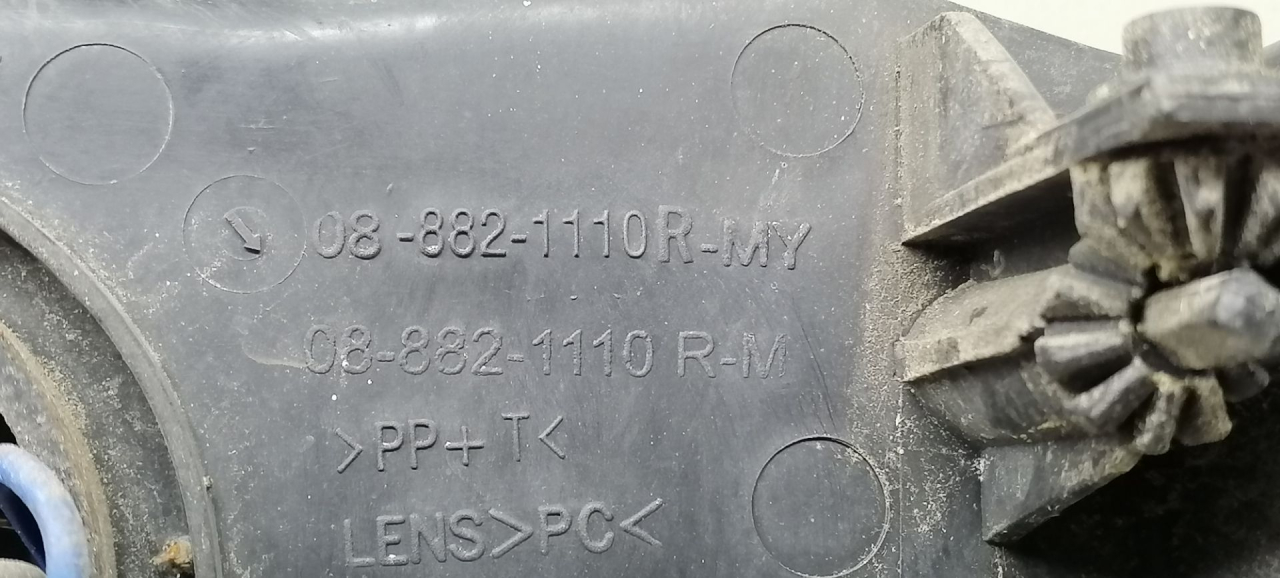 08-882-1110R-MY
08-882-1110 R-M
>PP+T<
LENS>PC<